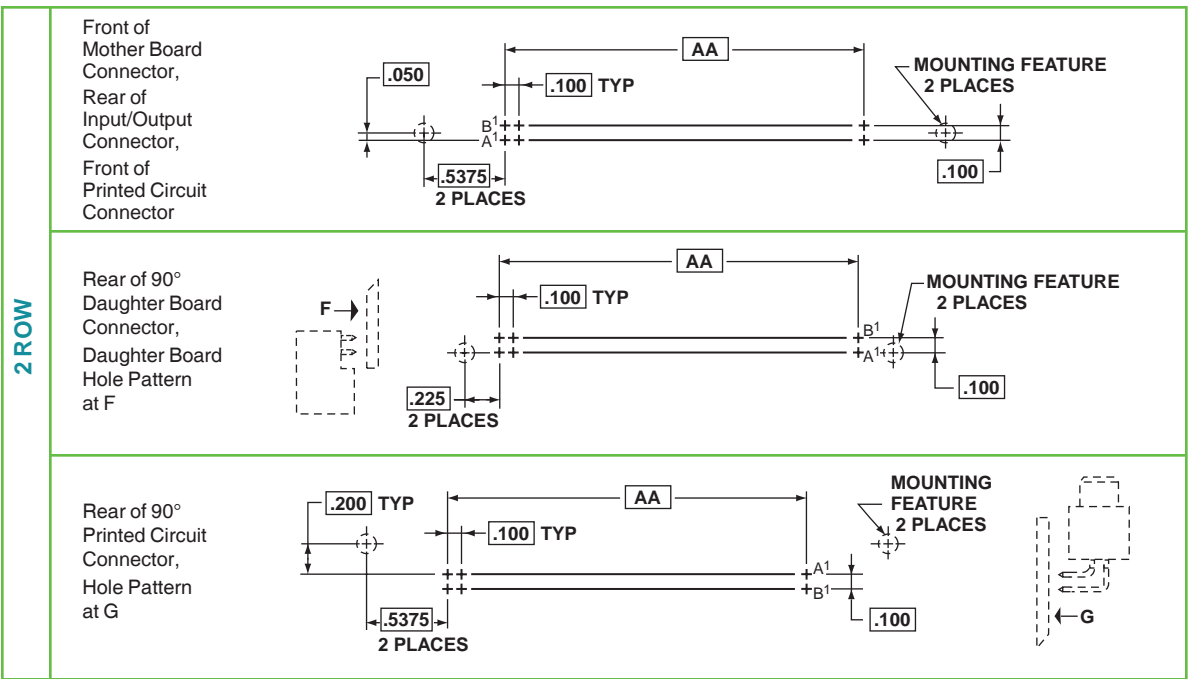 2 ROW
Front of
Mother Board
Connector,
Rear of
Input/Output
Connector,
Front of
Printed Circuit
Connector
AA
.050
.100 TYP
MOUNTING FEATURE
2 PLACES
B1
A1
.5375
2 PLACES
.100
Rear of 90°
Daughter Board
Connector,
Daughter Board
Hole Pattern
at F
F
AA
.100 TYP
MOUNTING FEATURE
2 PLACES
B1
A1
.225
2 PLACES
.100
Rear of 90°
Printed Circuit
Connector,
Hole Pattern
at G
.200 TYP
AA
.100 TYP
MOUNTING
FEATURE
2 PLACES
A1
B1
.5375
2 PLACES
.100
G